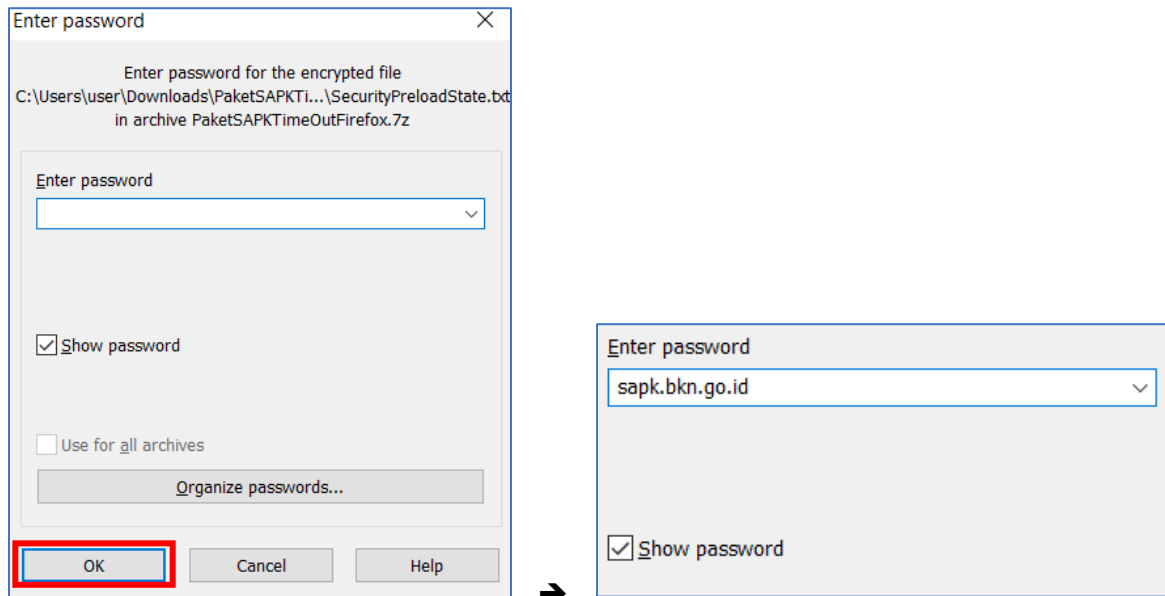 Enter password
Enter password for the encrypted file
C:\Users\user\Downloads\PaketSAPKTi...\SecurityPreloadState.txt
in archive PaketSAPKTimeOutFirefox.7z
Enter password
Show password
Use for all archives
Organize passwords...
OK Cancel Help
➔
Enter password
sapk.bkn.go.id
Show password